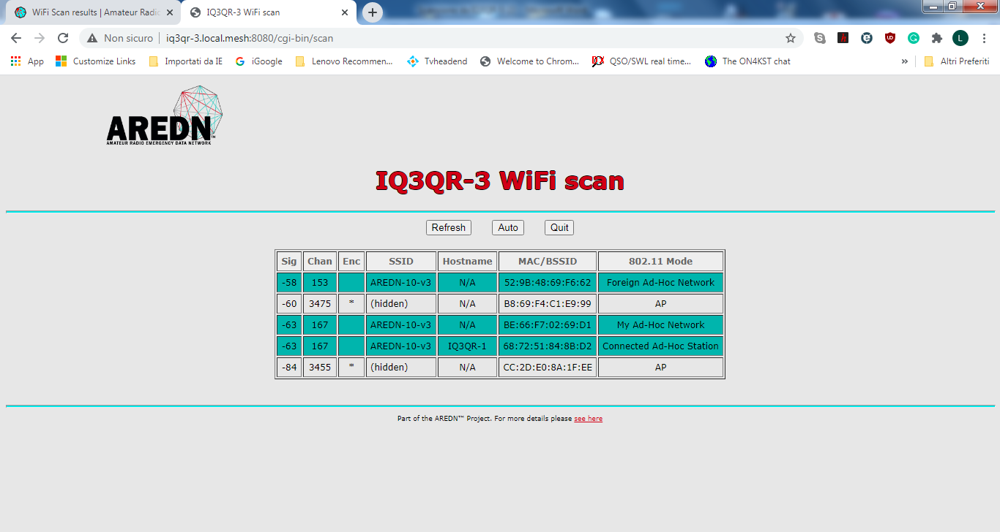 WiFi Scan results | Amateur Radio
IQ3QR-3 WiFi scan
Non sicuro | iq3qr-3.local.mesh:8080/cgi-bin/scan
App Customize Links Importati da IE iGoogle Lenovo Recommen... Tvheadend Welcome to Chrom... QSO/SWL real time... The ON4KST chat » Altri Preferiti
AREDN™
AMATEUR RADIO EMERGENCY DATA NETWORK
IQ3QR-3 WiFi scan
Refresh Auto Quit
Sig Chan Enc SSID Hostname MAC/BSSID 802.11 Mode
-58 153 AREDN-10-v3 N/A 52:9B:48:69:F6:62 Foreign Ad-Hoc Network
-60 3475 * (hidden) N/A B8:69:F4:C1:E9:99 AP
-63 167 AREDN-10-v3 N/A BE:66:F7:02:69:D1 My Ad-Hoc Network
-63 167 AREDN-10-v3 IQ3QR-1 68:72:51:84:8B:D2 Connected Ad-Hoc Station
-84 3455 * (hidden) N/A CC:2D:E0:8A:1F:EE AP
Part of the AREDN™ Project. For more details please see here